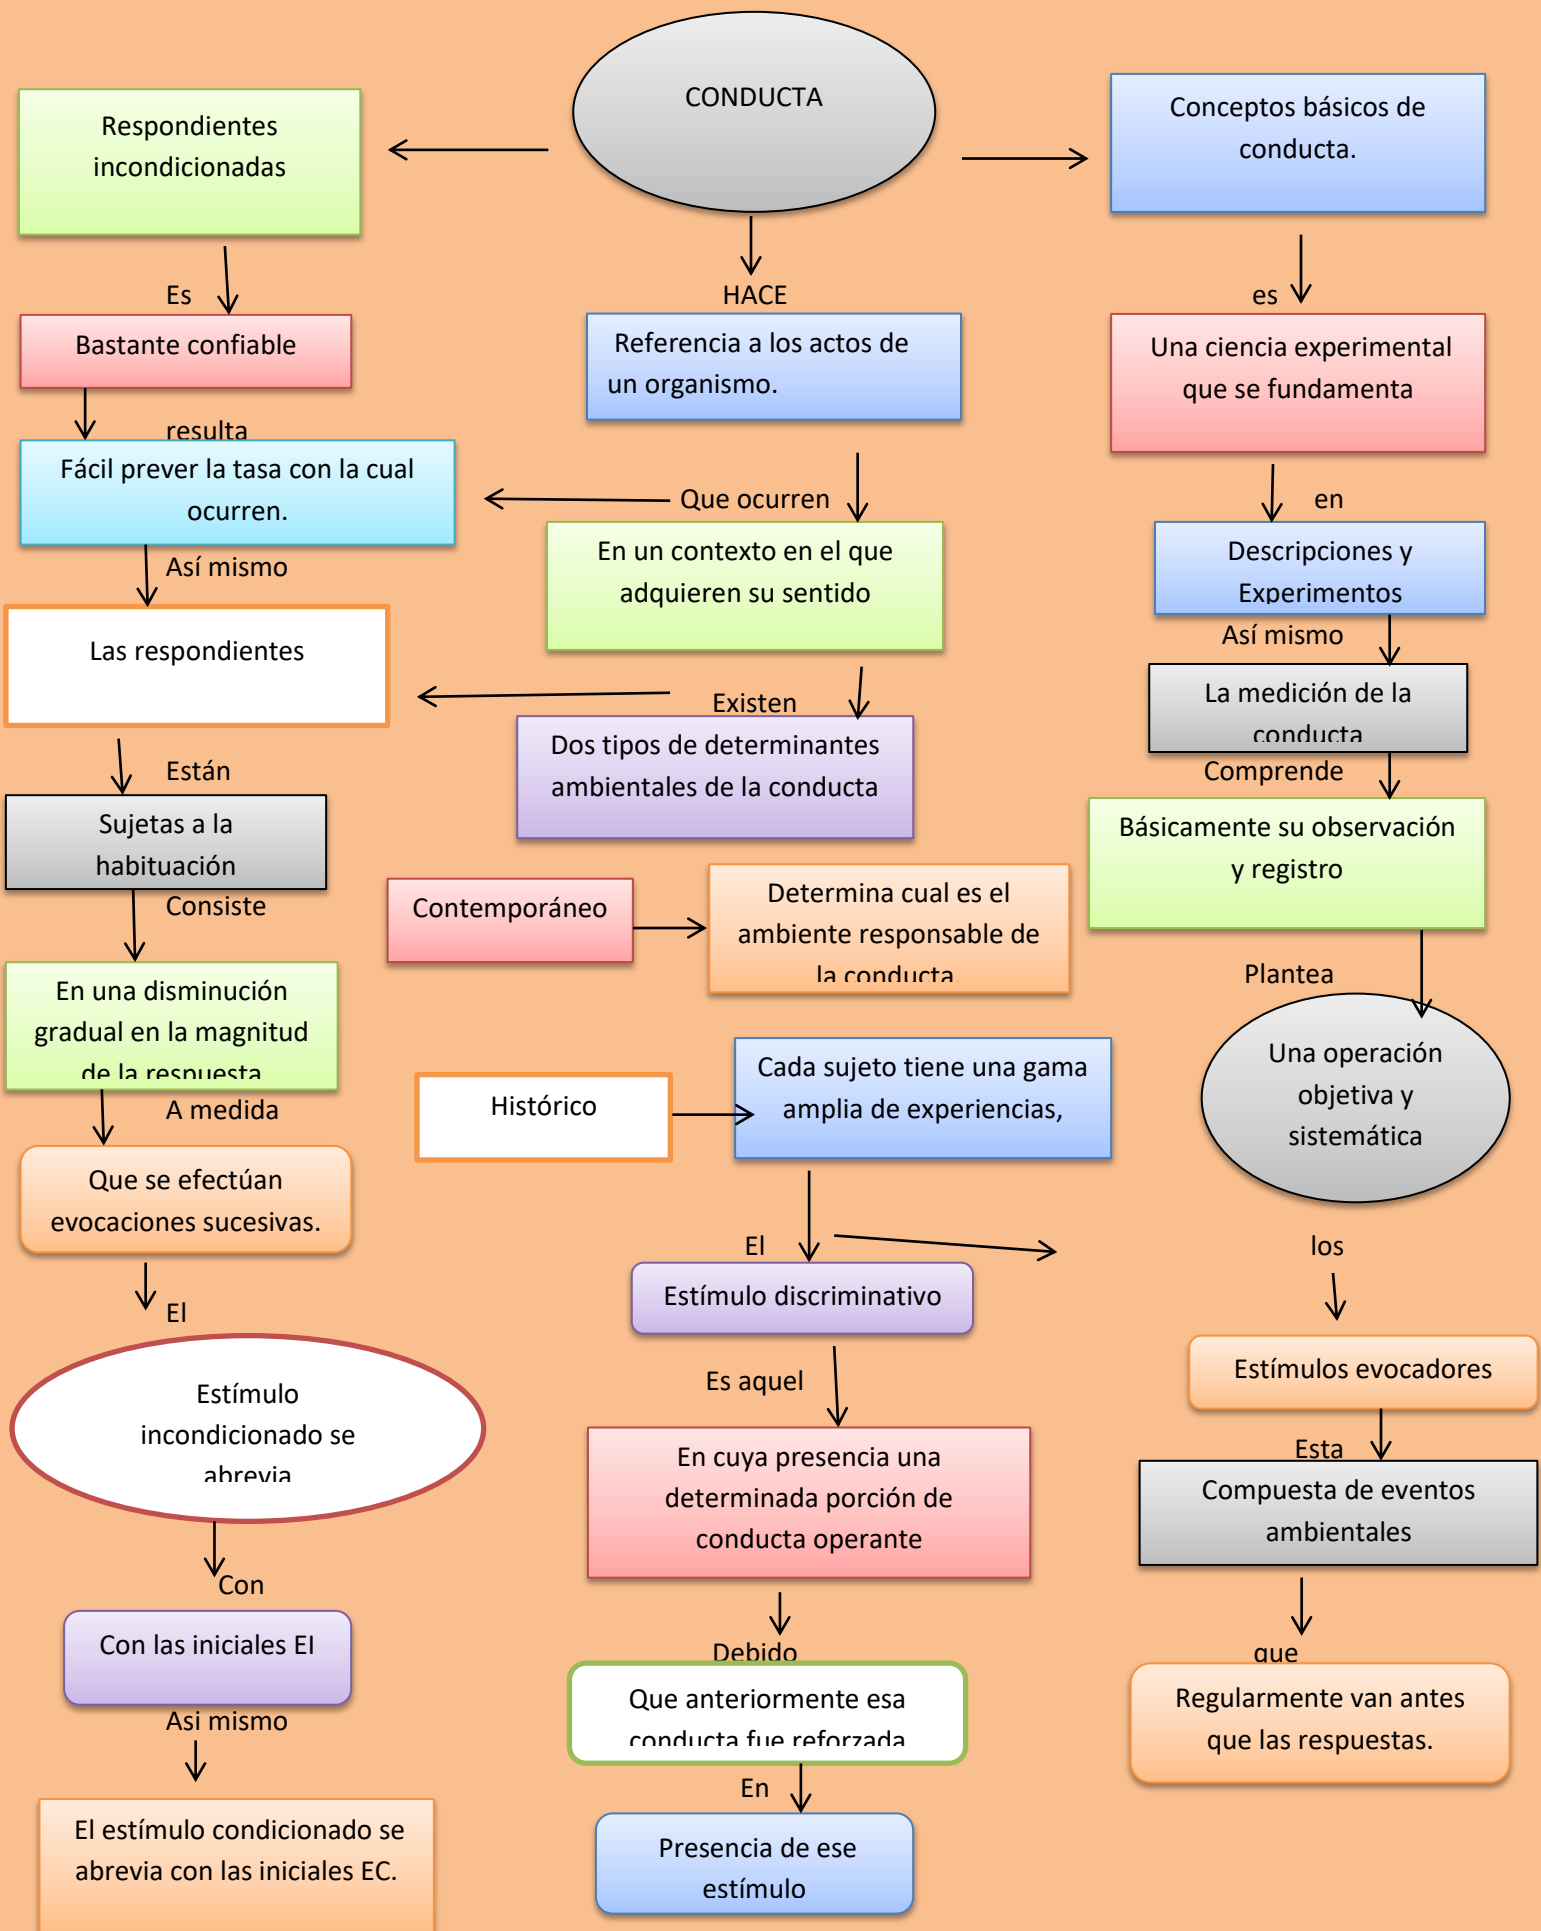 CONDUCTA
Respondientes
incondicionadas
Es
Bastante confiable
resulta
Fácil prever la tasa con la cual
ocurren.
Así mismo
Las respondientes
Están
Sujetas a la
habituación
Consiste
En una disminución
gradual en la magnitud
de la respuesta
A medida
Que se efectúan
evocaciones sucesivas.
El
Estímulo
incondicionado se
abrevia
Con
Con las iniciales EI
Asi mismo
El estímulo condicionado se
abrevia con las iniciales EC.
HACE
Referencia a los actos de
un organismo.
Que ocurren
En un contexto en el que
adquieren su sentido
Existen
Dos tipos de determinantes
ambientales de la conducta
Contemporáneo
Determina cual es el
ambiente responsable de
la conducta.
Histórico
Cada sujeto tiene una gama
amplia de experiencias,
El
Estímulo discriminativo
Es aquel
En cuya presencia una
determinada porción de
conducta operante
Debido
Que anteriormente esa
conducta fue reforzada
En
Presencia de ese
estímulo
Conceptos básicos de
conducta.
es
Una ciencia experimental
que se fundamenta
en
Descripciones y
Experimentos
Así mismo
La medición de la
conducta
Comprende
Básicamente su observación
y registro
Plantea
Una operación
objetiva y
sistemática
los
Estímulos evocadores
Esta
Compuesta de eventos
ambientales
que
Regularmente van antes
que las respuestas.